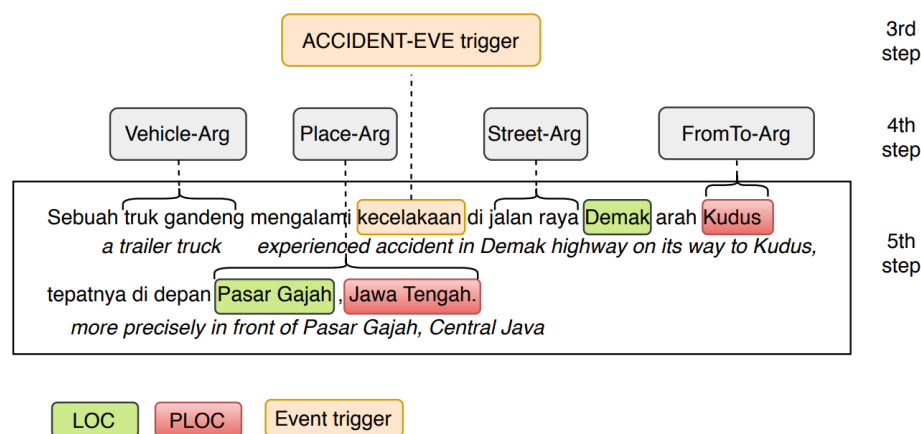 3rd
step
ACCIDENT-EVE trigger
4th
step
Vehicle-Arg Place-Arg Street-Arg FromTo-Arg
Sebuah truk gandeng mengalami kecelakaan di jalan raya Demak arah Kudus
a trailer truck experienced accident in Demak highway on its way to Kudus,
5th
step
tepatnya di depan Pasar Gajah , Jawa Tengah.
more precisely in front of Pasar Gajah, Central Java
LOC PLOC Event trigger